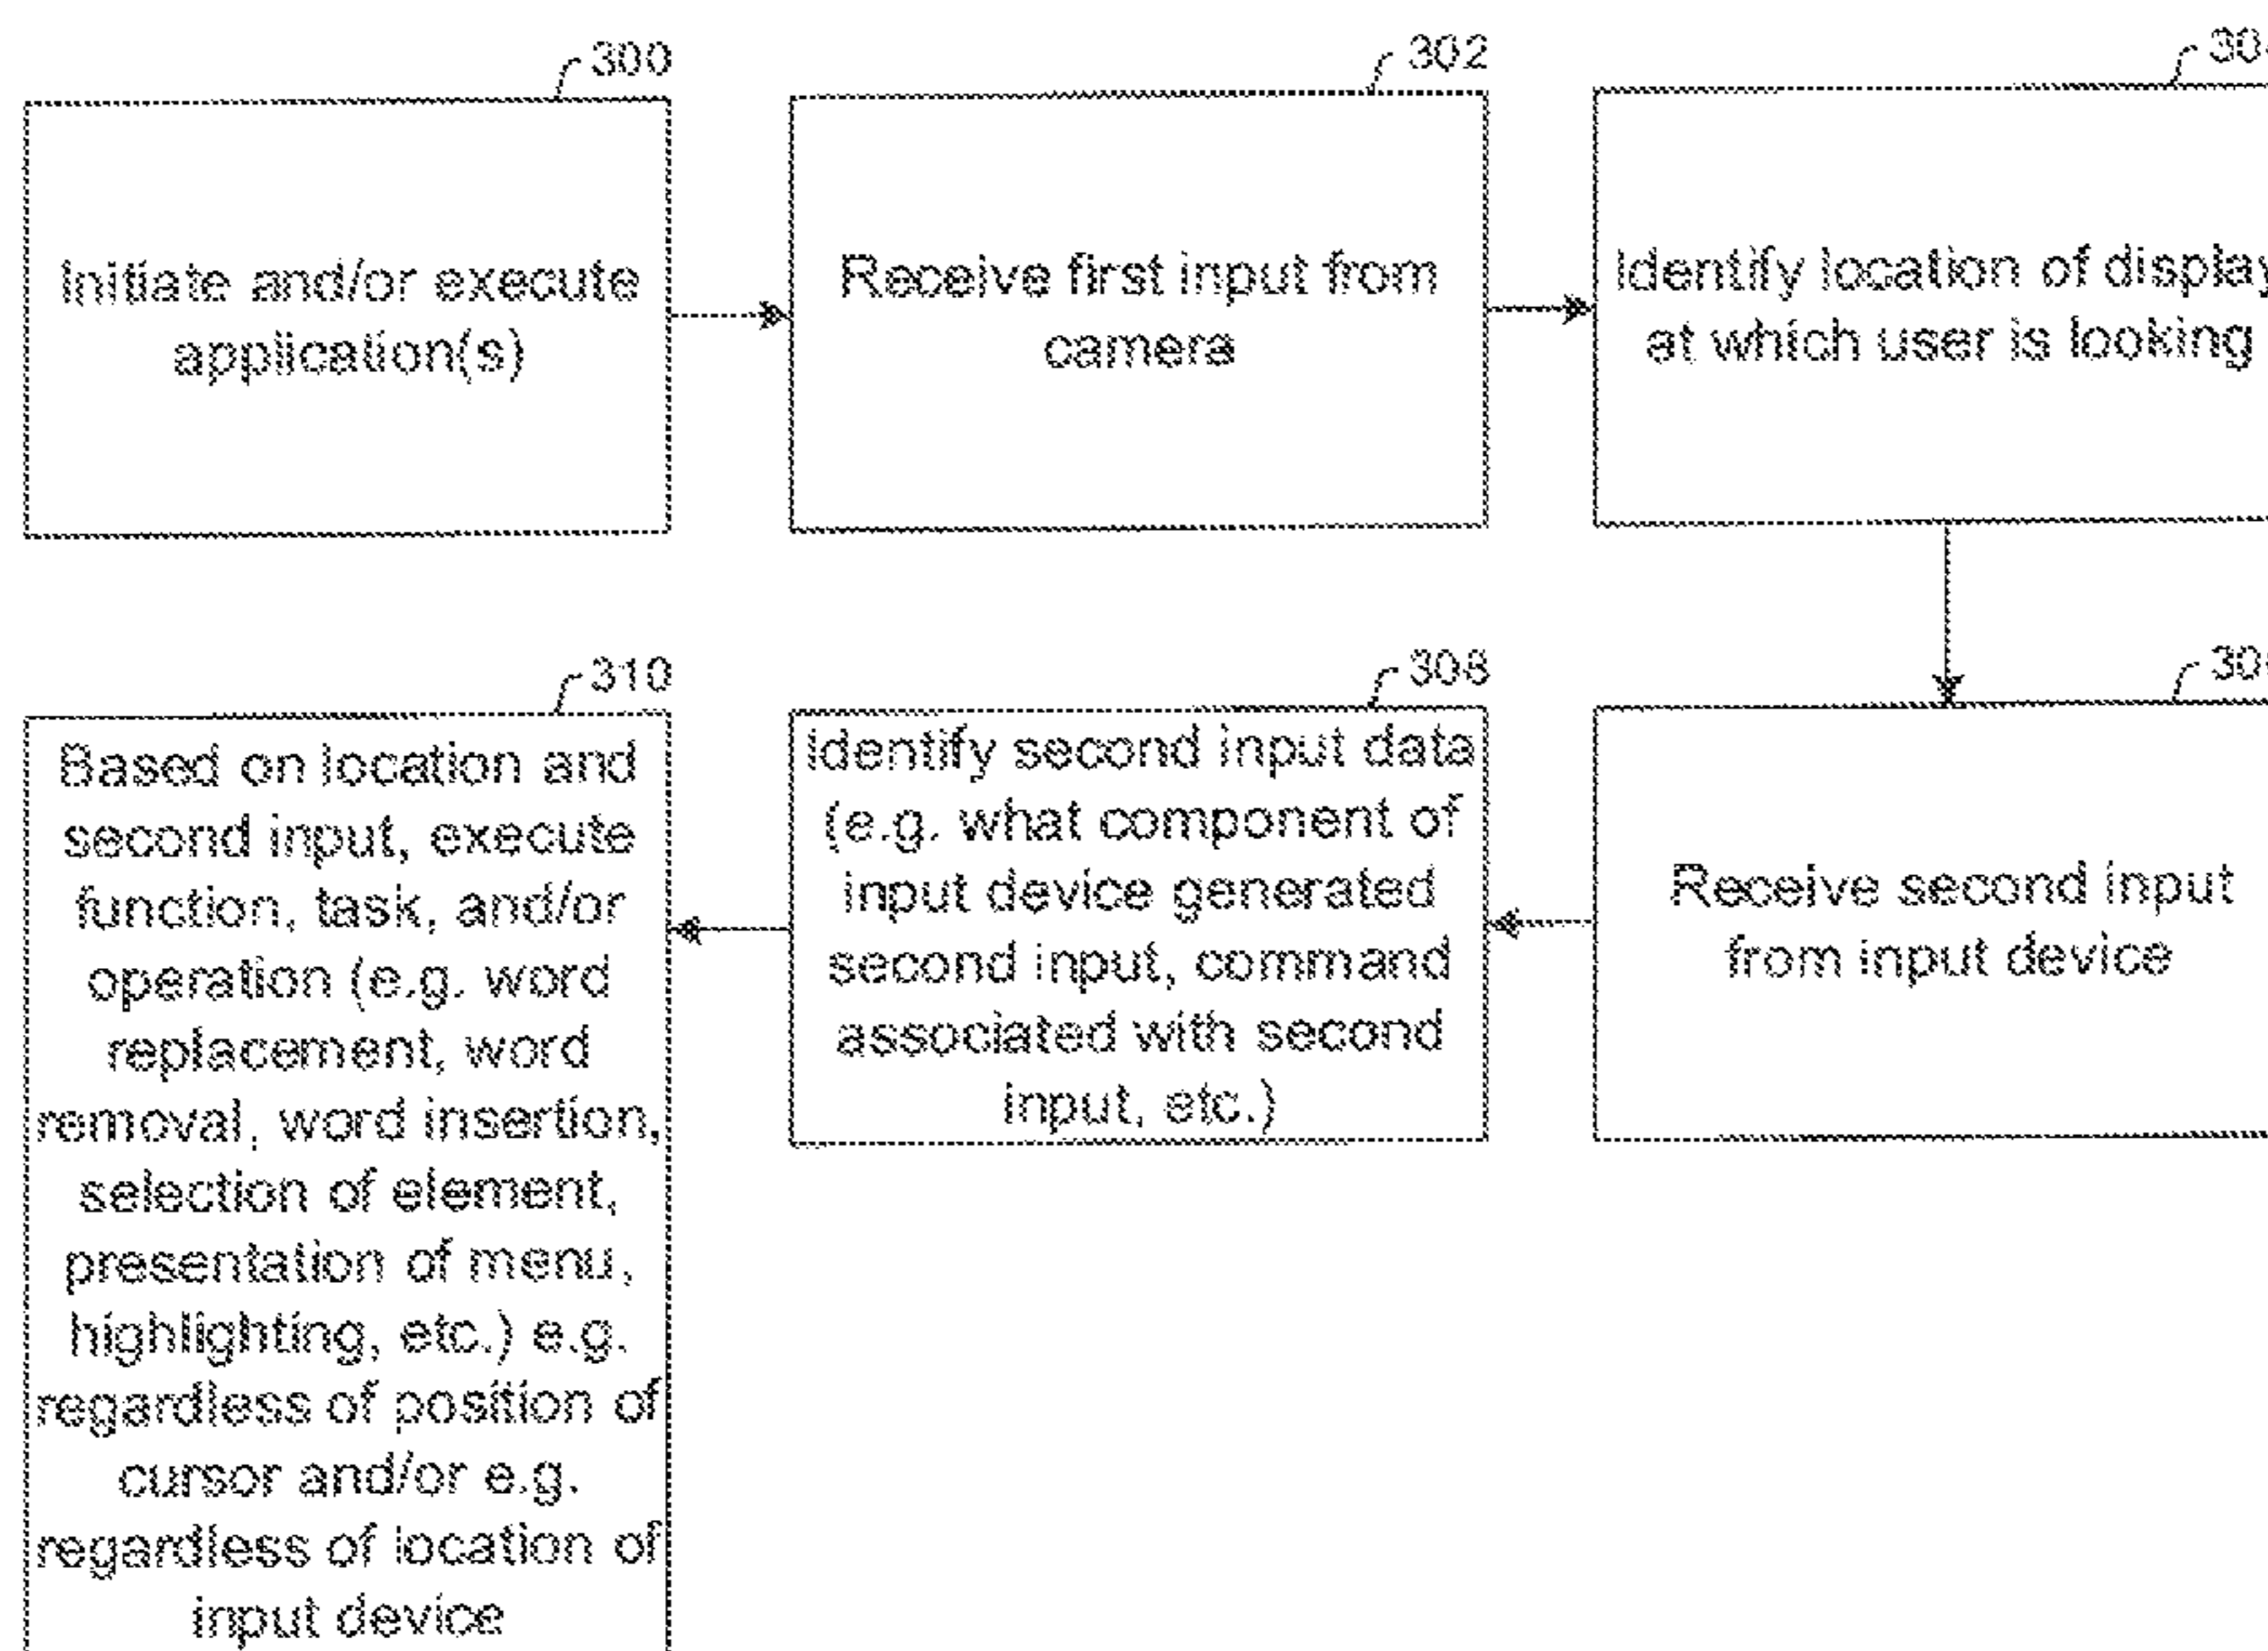 300
Initiate and/or execute
application(s)
302
Receive first input from
camera
Identify location of display
at which user is looking
Receive second input
from input device
308
Identify second input data
(e.g. what component of
input device generated
second input, command
associated with second
input, etc.)
310
Based on location and
second input, execute
function, task, and/or
operation (e.g. word
replacement, word
removal, word insertion,
selection of element,
presentation of menu,
highlighting, etc.) e.g.
regardless of position of
cursor and/or e.g.
regardless of location of
input device